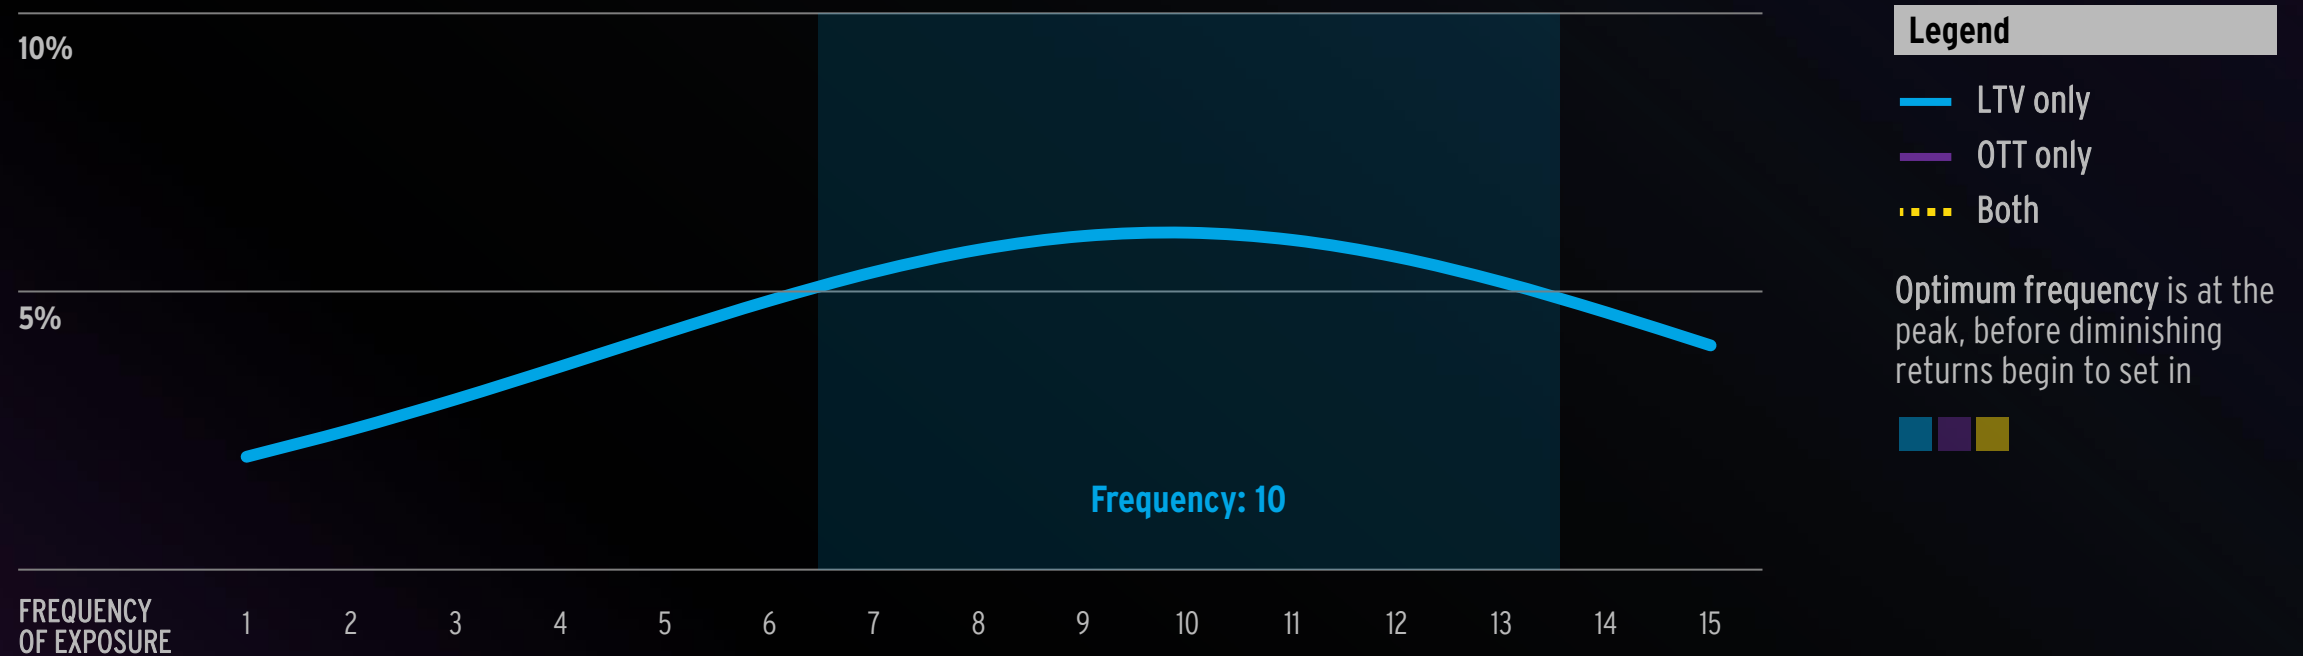 10%
5%
Frequency: 10
FREQUENCY
OF EXPOSURE
1 2 3 4 5 6 7 8 9 10 11 12 13 14 15
Legend
LTV only
OTT only
Both
Optimum frequency is at the
peak, before diminishing
returns begin to set in